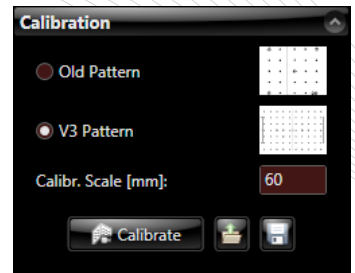 Calibration
Old Pattern
V3 Pattern
Calibr. Scale [mm]: 60
Calibrate